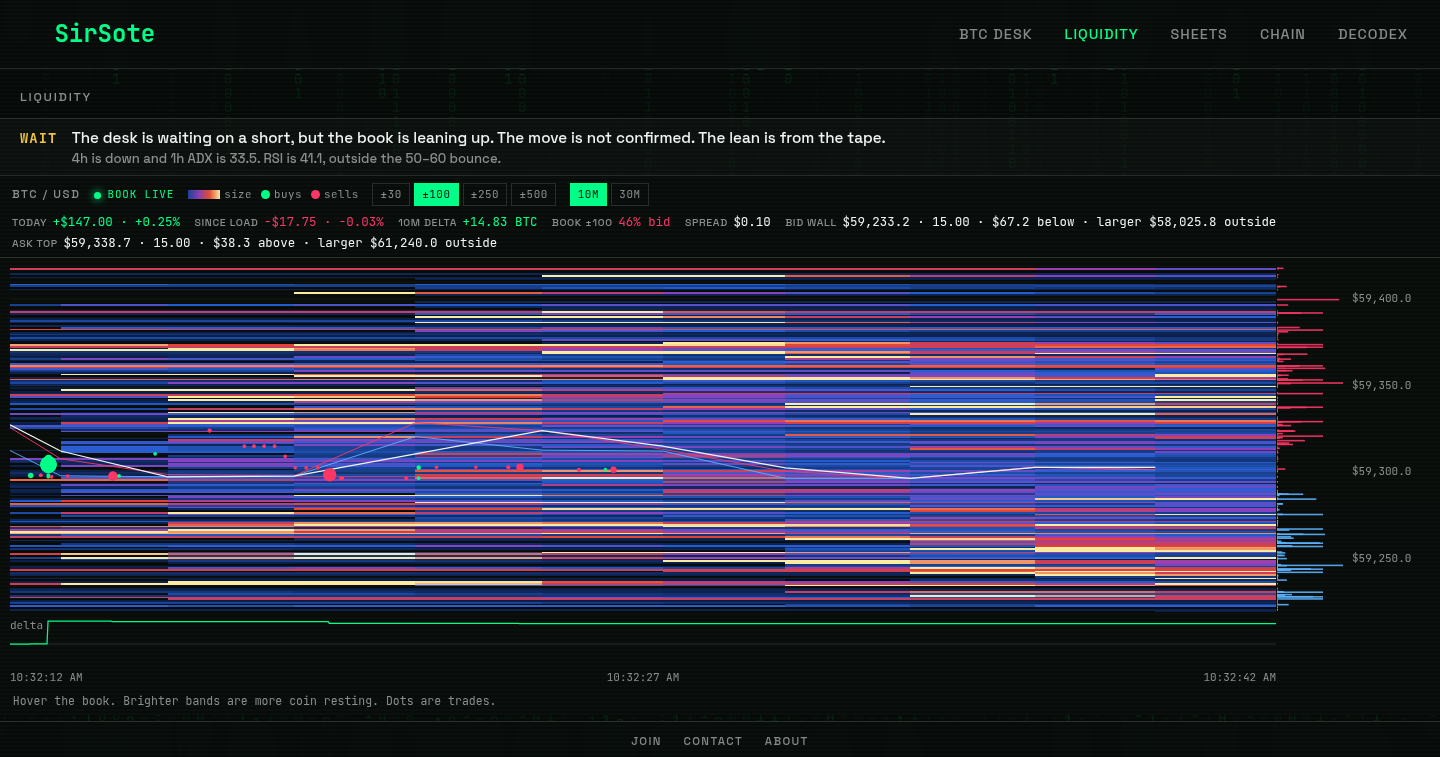 SirSote
BTC DESK LIQUIDITY SHEETS CHAIN DECODEX
LIQUIDITY
WAIT The desk is waiting on a short, but the book is leaning up. The move is not confirmed. The lean is from the tape.
4h is down and 1h ADX is 33.5. RSI is 41.1, outside the 50–60 bounce.
BTC / USD BOOK LIVE size buys sells ±30 ±100 ±250 ±500 10M 30M
TODAY +$147.00 · +0.25% SINCE LOAD -$17.75 · -0.03% 10M DELTA +14.83 BTC BOOK ±100 46% bid SPREAD $0.10 BID WALL $59,233.2 · 15.00 · $67.2 below · larger $58,025.8 outside
ASK TOP $59,338.7 · 15.00 · $38.3 above · larger $61,240.0 outside
$59,400.0
$59,350.0
$59,300.0
$59,250.0
delta
10:32:12 AM 10:32:27 AM 10:32:42 AM
Hover the book. Brighter bands are more coin resting. Dots are trades.
JOIN CONTACT ABOUT